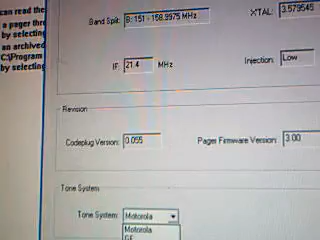 can read the
a pager thr
by selecting
an archived
C:\Program
by selecting
Band Split: B: 151 - 158.9975 MHz
XTAL: 3.579545
IF: 21.4 MHz
Injection: Low
Revision
Codeplug Version: 0.055
Pager Firmware Version: 3.00
Tone System
Tone System: Motorola
Motorola
GE